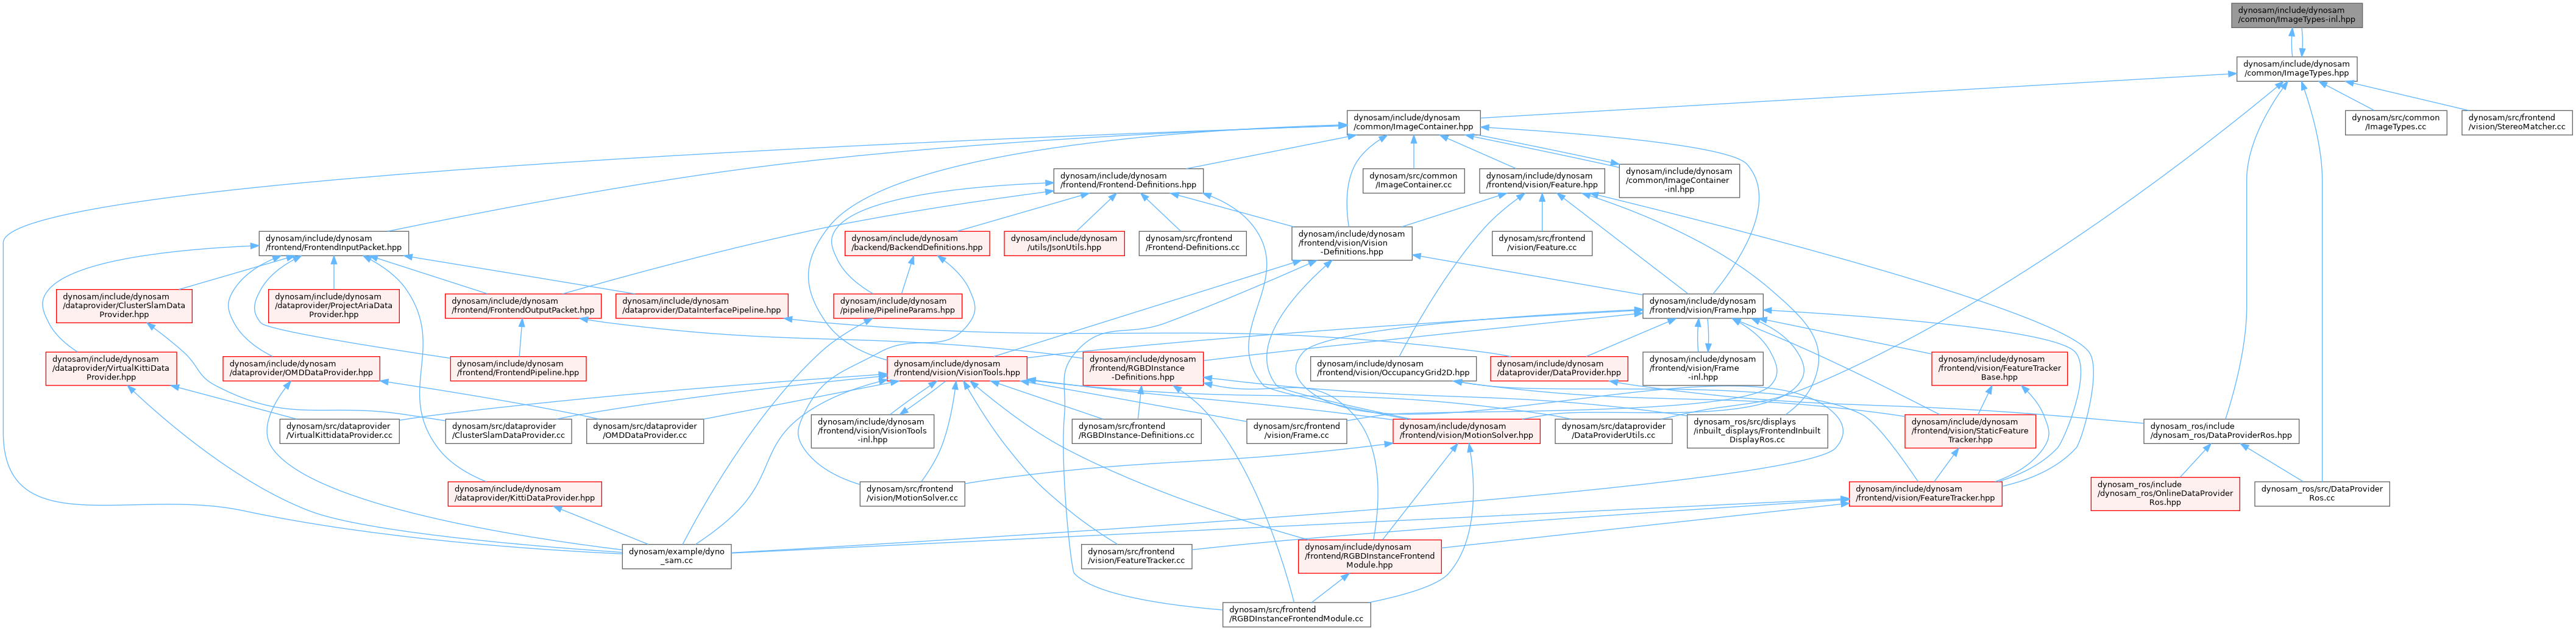 dynosam/include/dynosam
/common/ImageTypes-inl.hpp
dynosam/include/dynosam
/common/ImageTypes.hpp
dynosam/include/dynosam
/common/ImageContainer.hpp
dynosam/src/common
/ImageTypes.cc
dynosam/src/frontend
/vision/StereoMatcher.cc
dynosam/include/dynosam
/frontend/Frontend-Definitions.hpp
dynosam/src/common
/ImageContainer.cc
dynosam/include/dynosam
/frontend/vision/Feature.hpp
dynosam/include/dynosam
/common/ImageContainer
-inl.hpp
dynosam/include/dynosam
/frontend/FrontendInputPacket.hpp
dynosam/include/dynosam
/backend/BackendDefinitions.hpp
dynosam/include/dynosam
/utils/JsonUtils.hpp
dynosam/src/frontend
/Frontend-Definitions.cc
dynosam/include/dynosam
/frontend/vision/Vision
-Definitions.hpp
dynosam/src/frontend
/vision/Feature.cc
dynosam/include/dynosam
/dataprovider/ClusterSlamData
Provider.hpp
dynosam/include/dynosam
/dataprovider/ProjectAriaData
Provider.hpp
dynosam/include/dynosam
/frontend/FrontendOutputPacket.hpp
dynosam/include/dynosam
/dataprovider/DataInterfacePipeline.hpp
dynosam/include/dynosam
/pipeline/PipelineParams.hpp
dynosam/include/dynosam
/frontend/vision/Frame.hpp
dynosam/include/dynosam
/dataprovider/VirtualKittiData
Provider.hpp
dynosam/include/dynosam
/dataprovider/OMDDataProvider.hpp
dynosam/include/dynosam
/frontend/FrontendPipeline.hpp
dynosam/include/dynosam
/frontend/vision/VisionTools.hpp
dynosam/include/dynosam
/frontend/RGBDInstance
-Definitions.hpp
dynosam/include/dynosam
/frontend/vision/OccupancyGrid2D.hpp
dynosam/include/dynosam
/dataprovider/DataProvider.hpp
dynosam/include/dynosam
/frontend/vision/Frame
-inl.hpp
dynosam/include/dynosam
/frontend/vision/FeatureTracker
Base.hpp
dynosam/src/dataprovider
/VirtualKittidataProvider.cc
dynosam/src/dataprovider
/ClusterSlamDataProvider.cc
dynosam/src/dataprovider
/OMDDataProvider.cc
dynosam/include/dynosam
/frontend/vision/VisionTools
-inl.hpp
dynosam/src/frontend
/RGBDInstance-Definitions.cc
dynosam/src/frontend
/vision/Frame.cc
dynosam/include/dynosam
/frontend/vision/MotionSolver.hpp
dynosam/src/dataprovider
/DataProviderUtils.cc
dynosam_ros/src/displays
/inbuilt_displays/FrontendInbuilt
DisplayRos.cc
dynosam/include/dynosam
/frontend/vision/StaticFeature
Tracker.hpp
dynosam_ros/include
/dynosam_ros/DataProviderRos.hpp
dynosam/include/dynosam
/dataprovider/KittiDataProvider.hpp
dynosam/src/frontend
/vision/MotionSolver.cc
dynosam/include/dynosam
/frontend/vision/FeatureTracker.hpp
dynosam_ros/include
/dynosam_ros/OnlineDataProvider
Ros.hpp
dynosam_ros/src/DataProvider
Ros.cc
dynosam/example/dyno
_sam.cc
dynosam/src/frontend
/vision/FeatureTracker.cc
dynosam/include/dynosam
/frontend/RGBDInstanceFrontend
Module.hpp
dynosam/src/frontend
/RGBDInstanceFrontendModule.cc